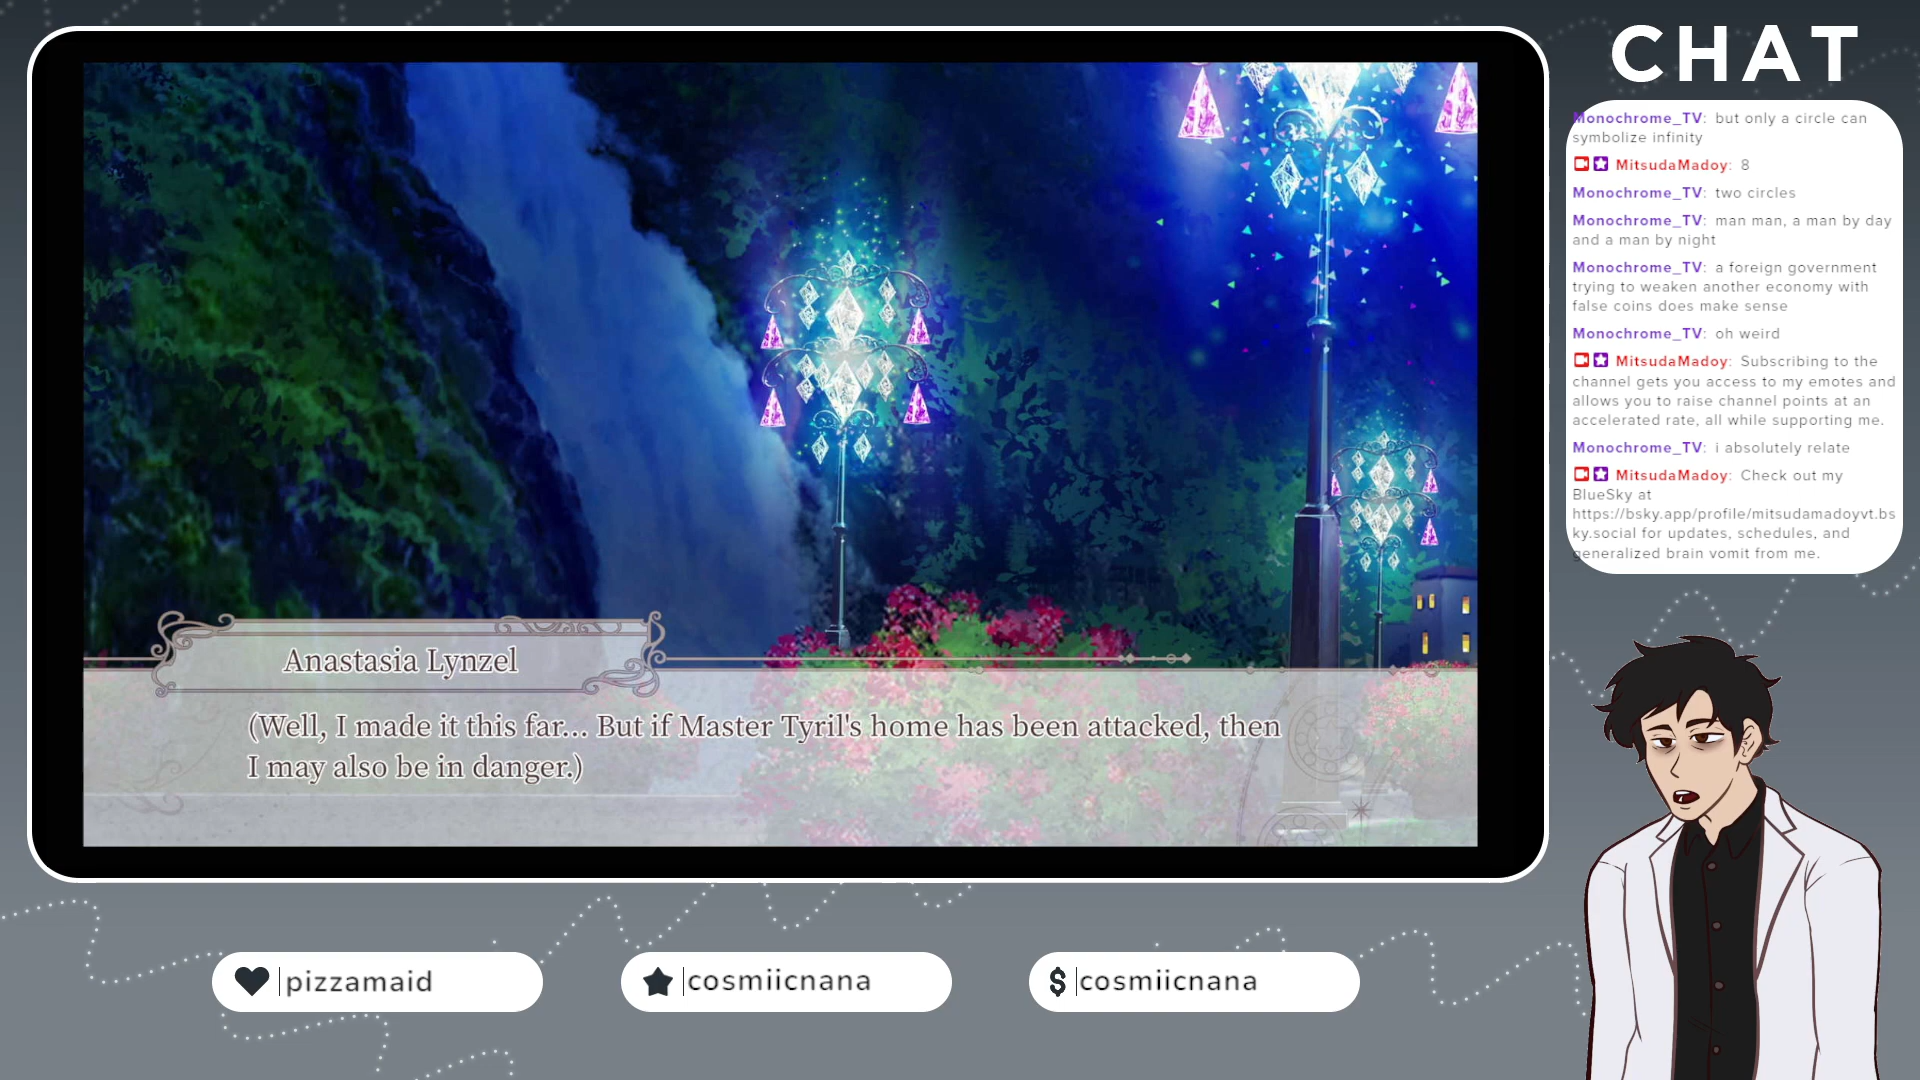 CHAT
Monochrome_TV: but only a circle can
symbolize infinity
MitsudaMadoy: 8
Monochrome_TV: two circles
Monochrome_TV: man man, a man by day
and a man by night
Monochrome_TV: a foreign government
trying to weaken another economy with
false coins does make sense
Monochrome_TV: oh weird
MitsudaMadoy: Subscribing to the
channel gets you access to my emotes and
allows you to raise channel points at an
accelerated rate, all while supporting me.
Monochrome_TV: i absolutely relate
MitsudaMadoy: Check out my
BlueSky at
https://bsky.app/profile/mitsudamadoyvt.bs
ky.social for updates, schedules, and
generalized brain vomit from me.
Anastasia Lynzel
(Well, I made it this far... But if Master Tyril's home has been attacked, then
I may also be in danger.)
pizzamaid
cosmiicnana
$ cosmiicnana